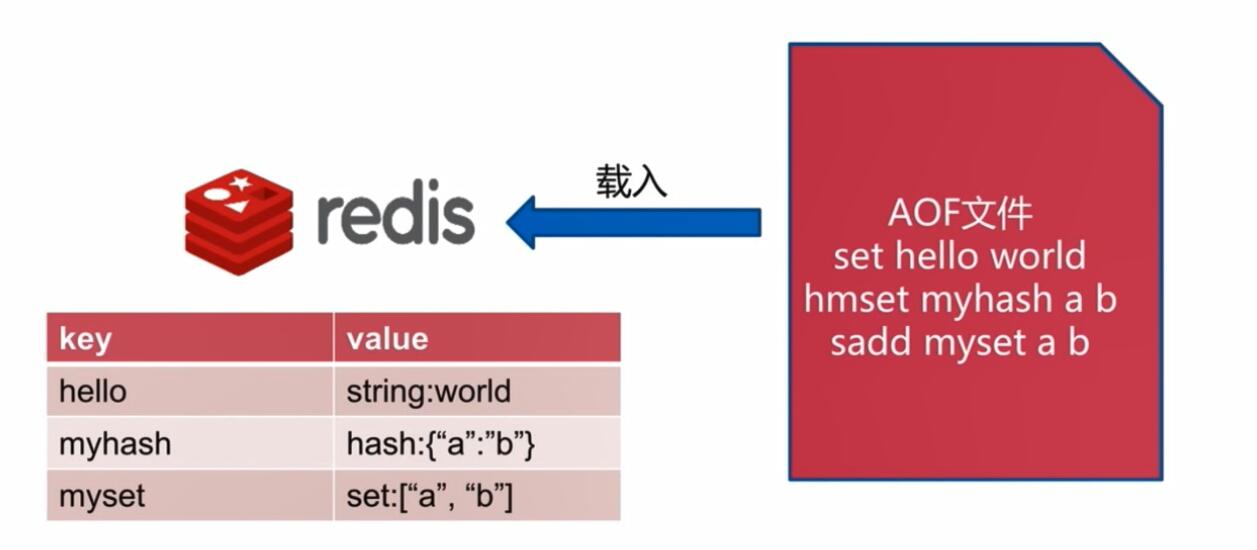 载入
redis
AOF文件
set hello world
hmset myhash a b
sadd myset a b
key value
hello string:world
myhash hash:{“a”:”b”}
myset set:[“a”, “b”]